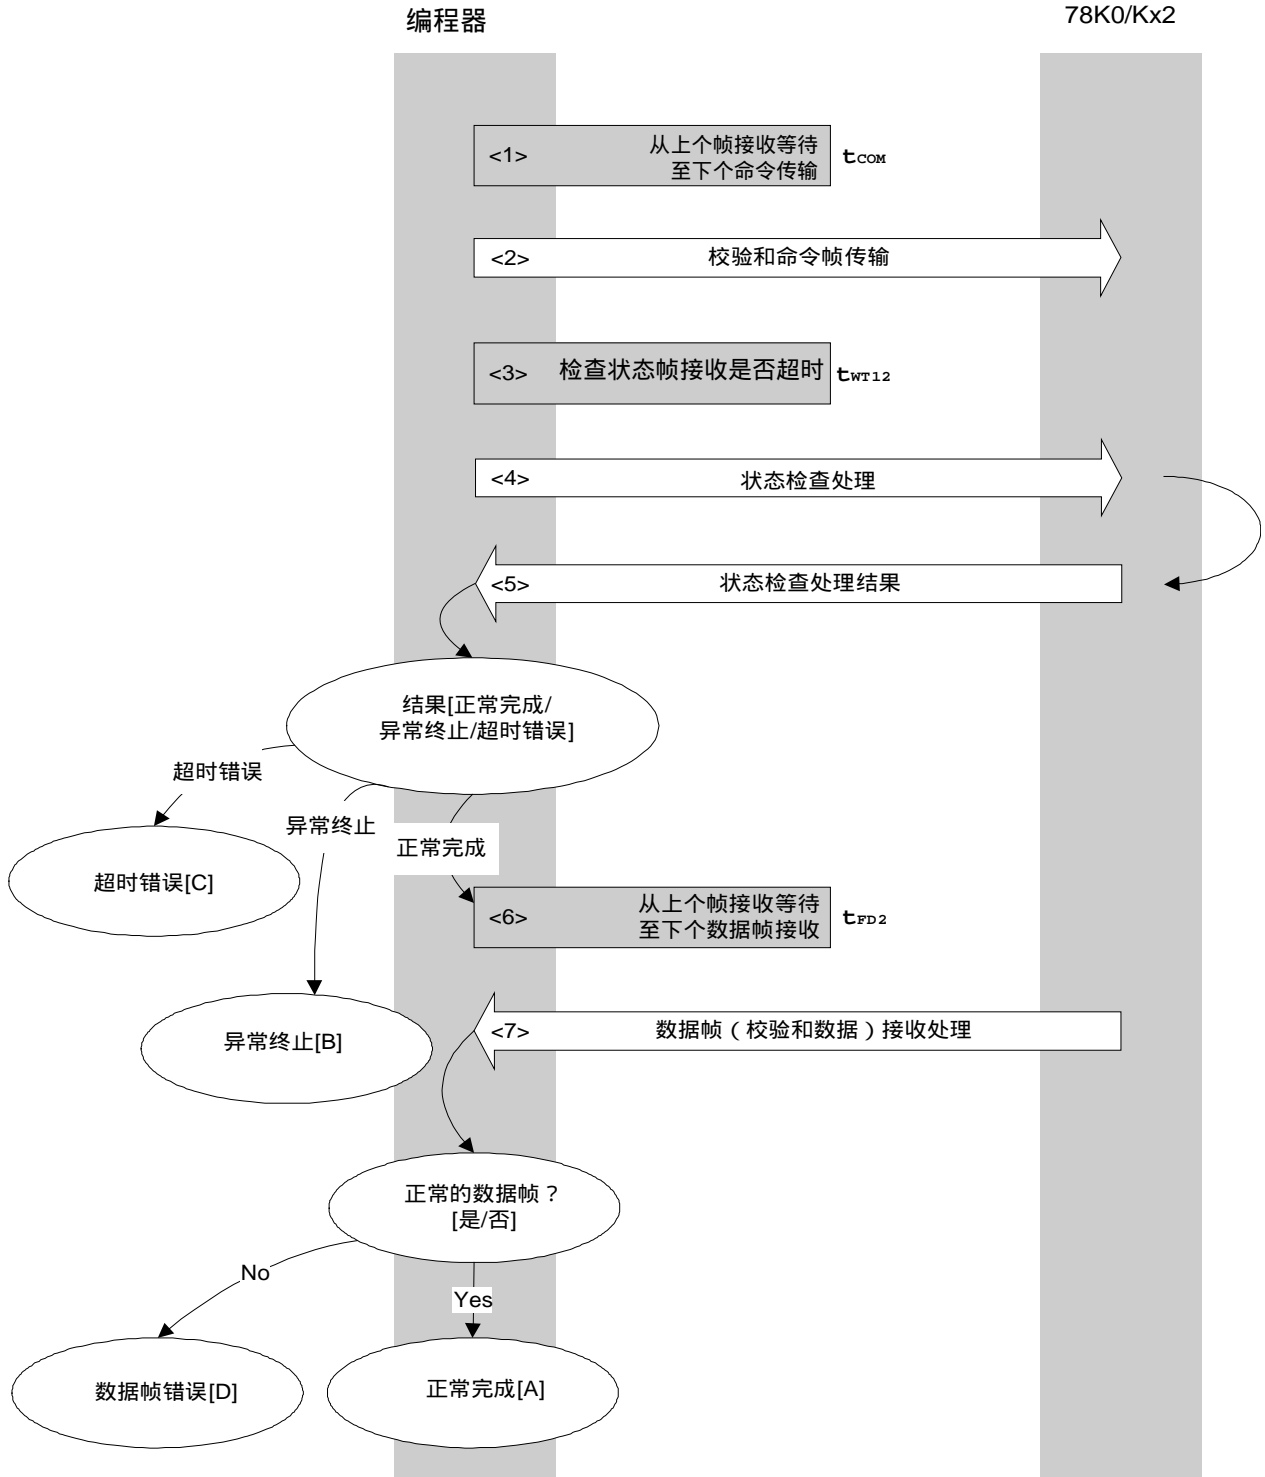 编程器
78K0/Kx2
<1>
从上个帧接收等待
至下个命令传输
tCOM
<2>
校验和命令帧传输
<3>
检查状态帧接收是否超时
tWT12
<4>
状态检查处理
<5>
状态检查处理结果
结果[正常完成/
异常终止/超时错误]
超时错误
异常终止
正常完成
超时错误[C]
<6>
从上个帧接收等待
至下个数据帧接收
tFD2
<7>
数据帧（校验和数据）接收处理
异常终止[B]
正常的数据帧？
[是/否]
No
Yes
数据帧错误[D]
正常完成[A]